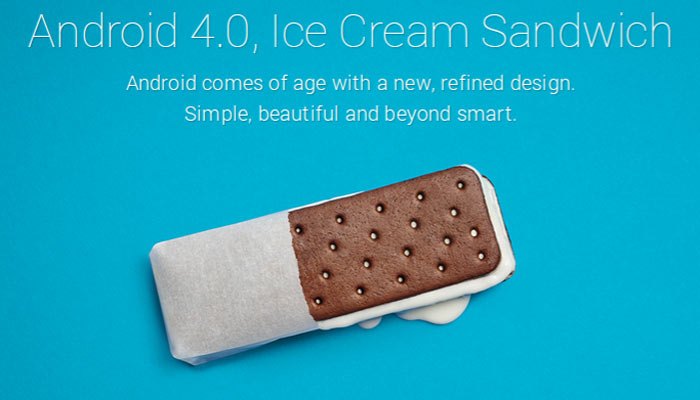 Android 4.0, Ice Cream Sandwich
Android comes of age with a new, refined design.
Simple, beautiful and beyond smart.